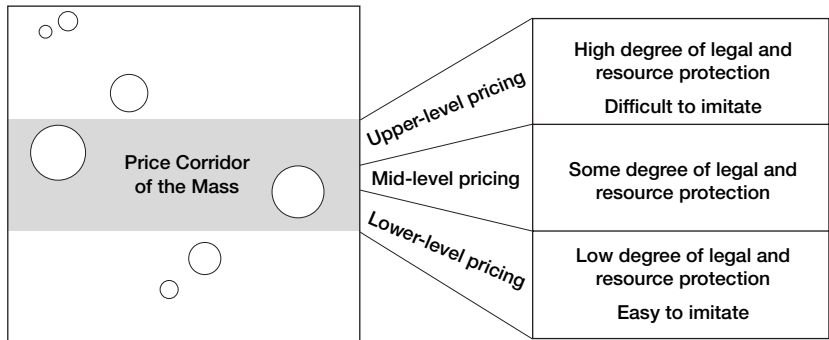 Price Corridor
of the Mass
Upper-level pricing
Mid-level pricing
Lower-level pricing
High degree of legal and
resource protection
Difficult to imitate
Some degree of legal and
resource protection
Low degree of legal and
resource protection
Easy to imitate